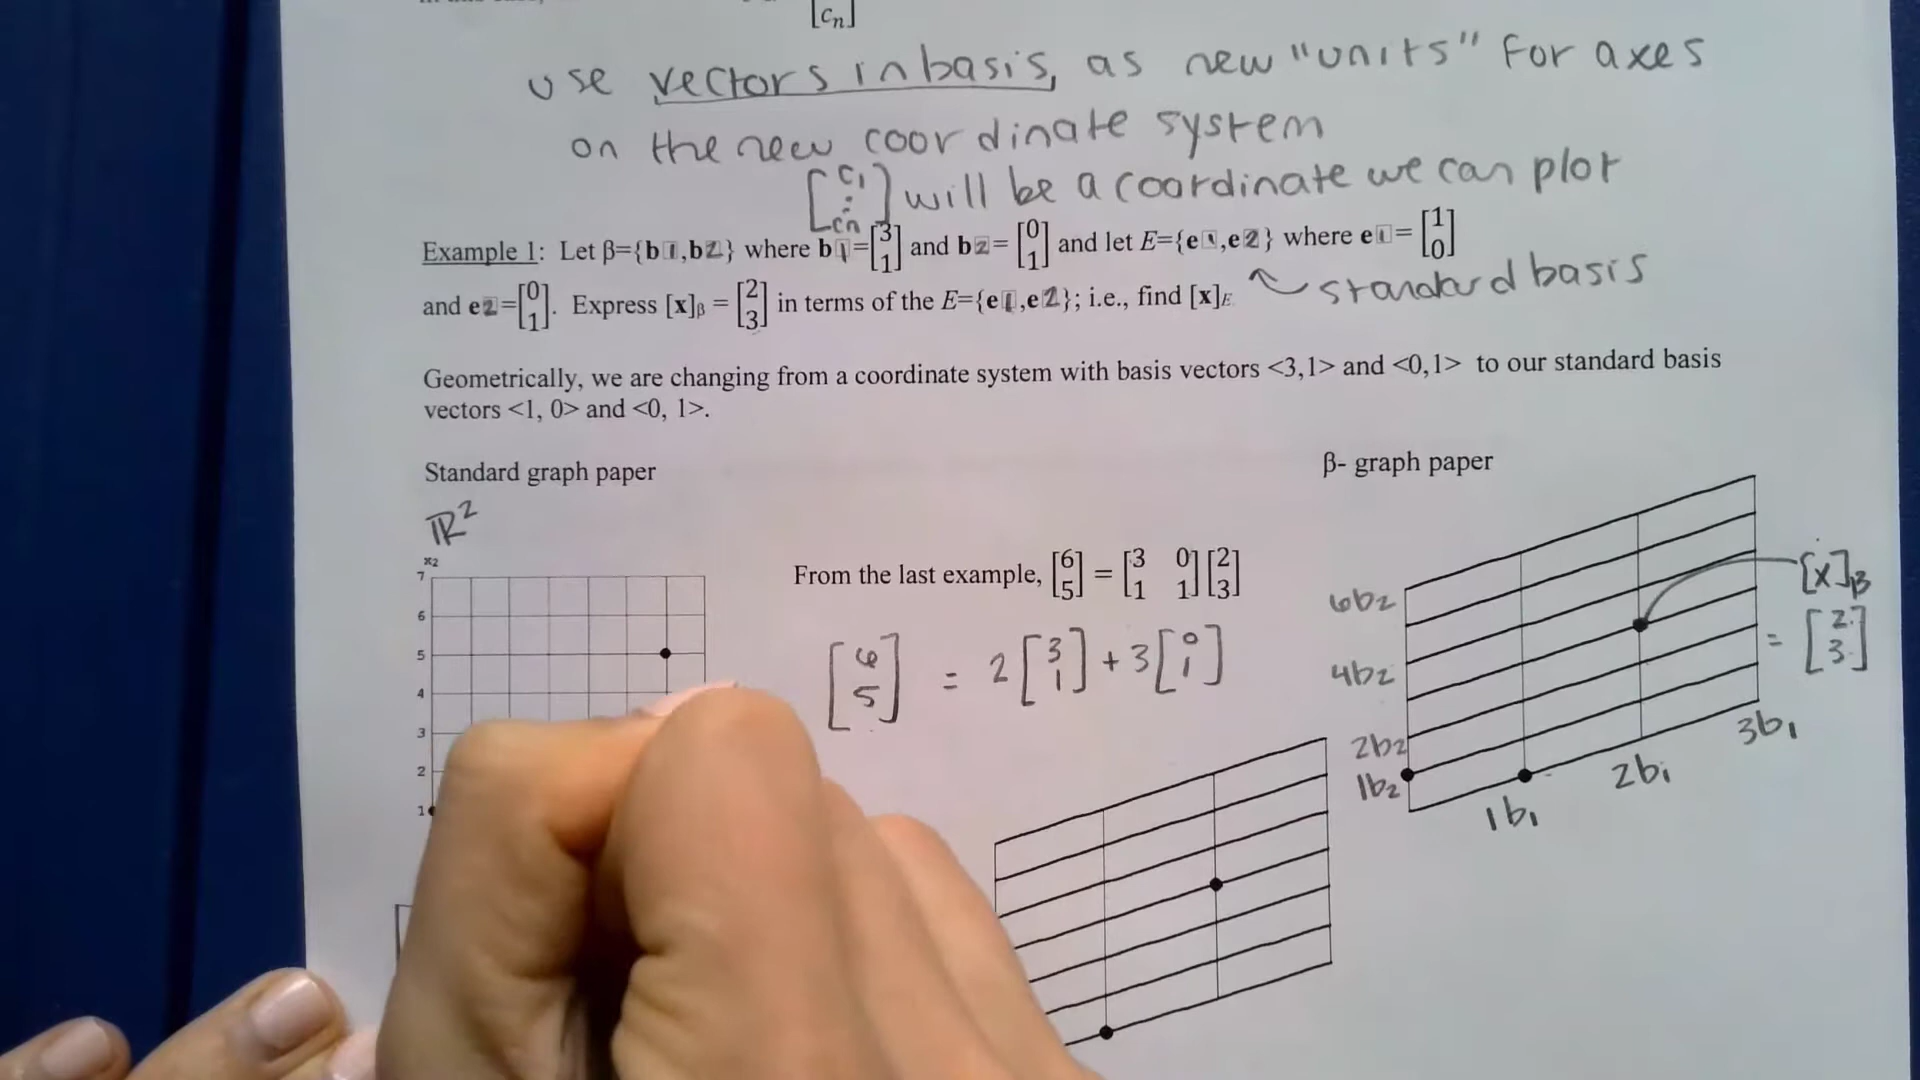 [cₙ]
use vectors in basis, as new "units" for axes
on the new coordinate system
[c₁ ⋮ cn] will be a coordinate we can plot
Example 1: Let β={b1,b2} where b1=[3 1] and b2=[0 1] and let E={e1,e2} where e1=[1 0]
standard basis
and e2=[0 1]. Express [x]β = [2 3] in terms of the E={e1,e2}; i.e., find [x]E
Geometrically, we are changing from a coordinate system with basis vectors <3,1> and <0,1> to our standard basis
vectors <1, 0> and <0, 1>.
Standard graph paper
β- graph paper
ℝ²
x2
7
6
5
4
3
2
1
From the last example, [6 5] = [3 0 1 1] [2 3]
[6 5] = 2[3 1] + 3[0 1]
6b₂
4b₂
2b₂
1b₂
1b₁
2b₁
3b₁
[x]β
= [2 3]